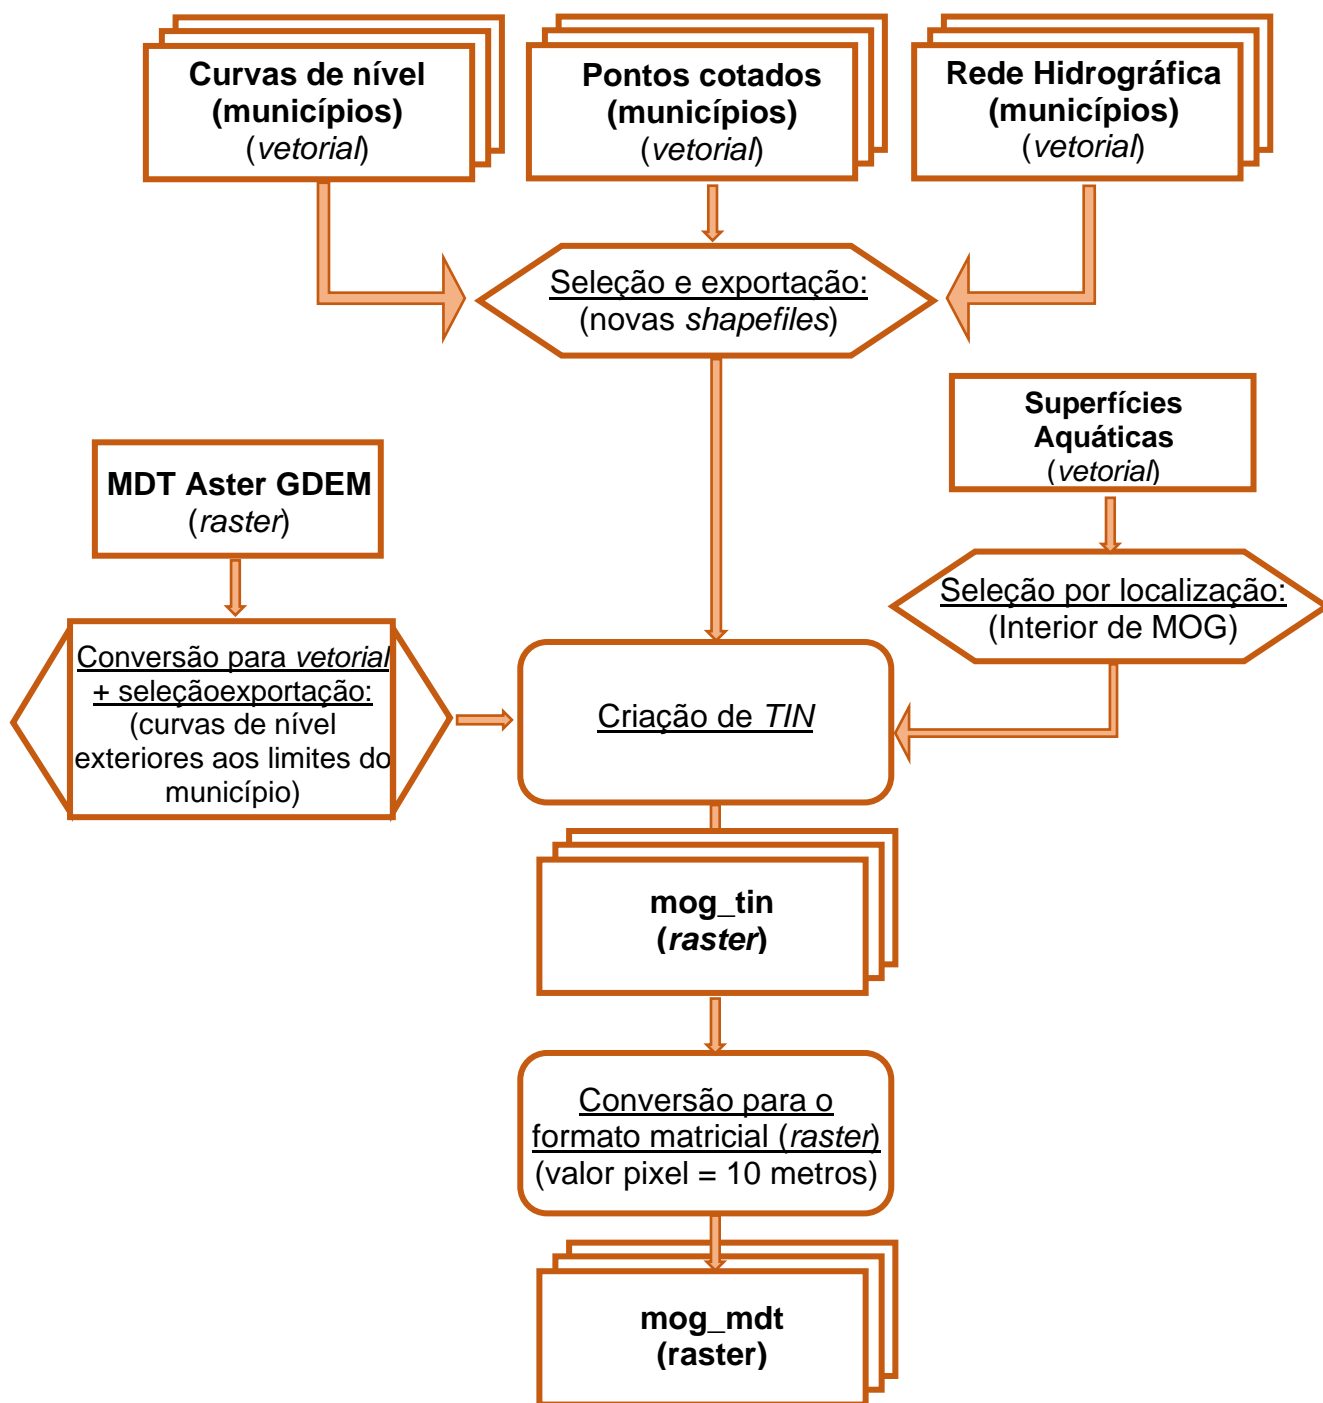 Curvas de nível
(municípios)
(vetorial)
Pontos cotados
(municípios)
(vetorial)
Rede Hidrográfica
(municípios)
(vetorial)
Seleção e exportação:
(novas shapefiles)
Superfícies
Aquáticas
(vetorial)
MDT Aster GDEM
(raster)
Seleção por localização:
(Interior de MOG)
Conversão para vetorial
+ seleçãoexportação:
(curvas de nível
exteriores aos limites do
município)
Criação de TIN
mog_tin
(raster)
Conversão para o
formato matricial (raster)
(valor pixel = 10 metros)
mog_mdt
(raster)